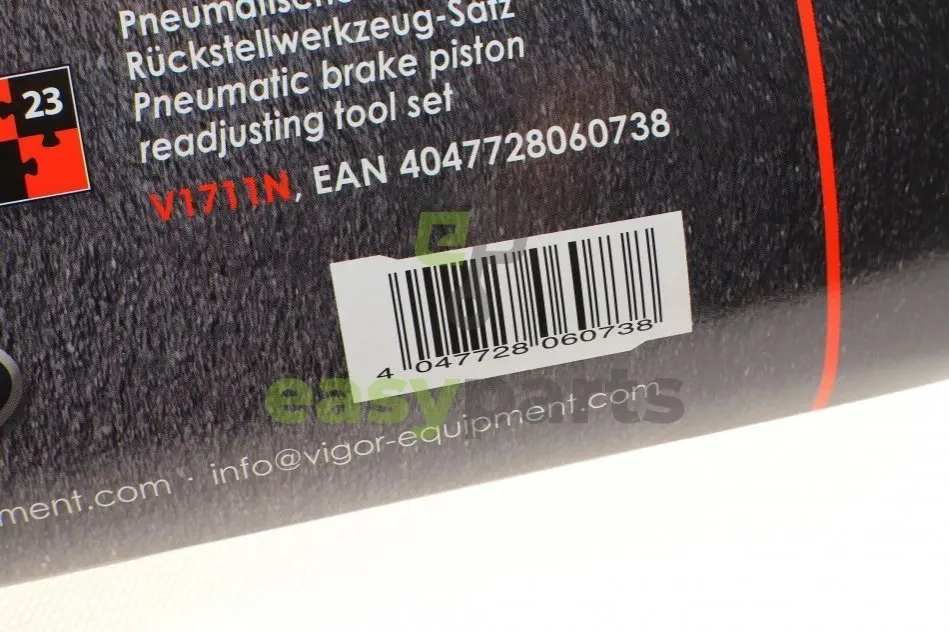 Pneumatische
Rückstellwerkzeug-Satz
Pneumatic brake piston
readjusting tool set
23
V1711N, EAN 4047728060738
4 047728 060738
easyparts
ment.com · info@vigor-equipment.com